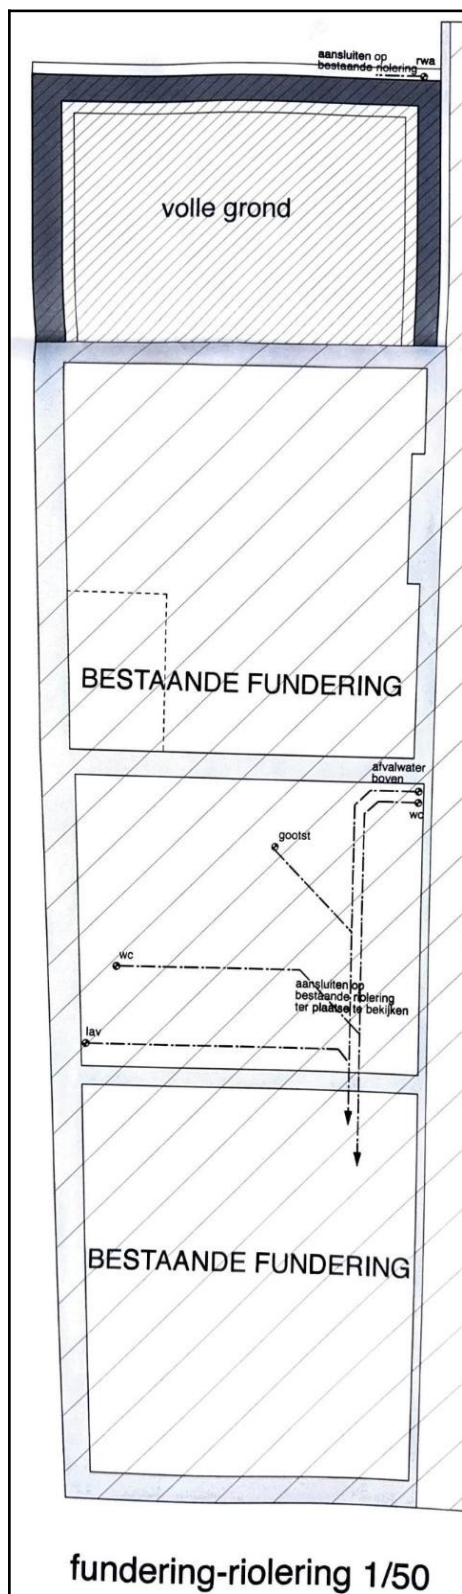 aansluiten op rwa
bestaande riolering
volle grond
BESTAANDE FUNDERING
afvalwater
boven
wc
gootst
wc
aansluiten op
bestaande riolering
ter plaatse te bekijken
lav
BESTAANDE FUNDERING
fundering-riolering 1/50